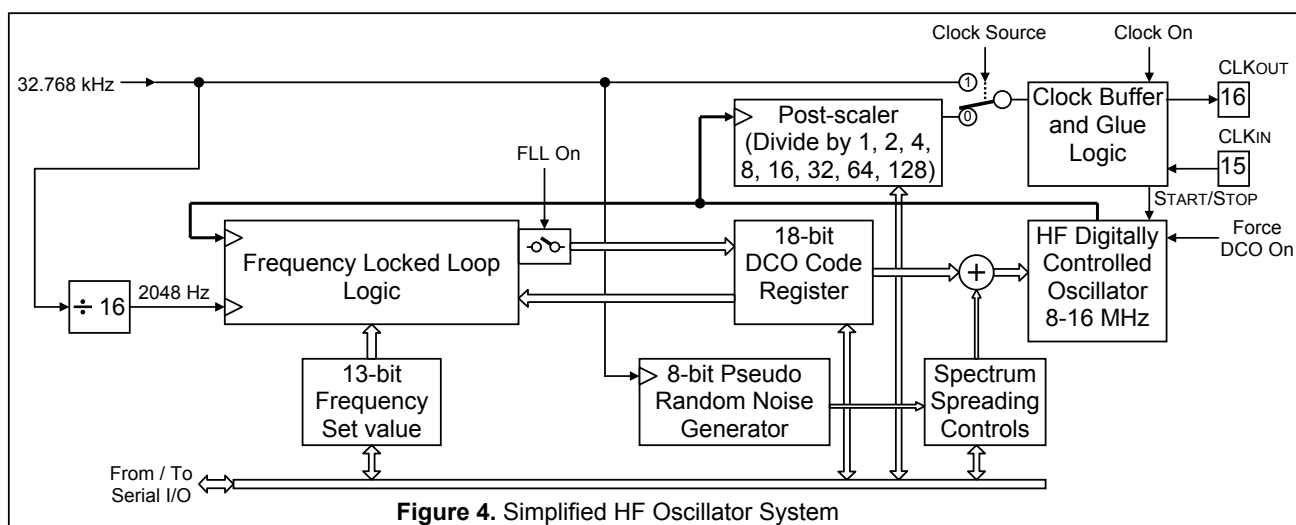 Clock Source
Clock On
32.768 kHz
1
CLKOUT
16
Post-scaler
(Divide by 1, 2, 4,
8, 16, 32, 64, 128)
0
Clock Buffer
and Glue
Logic
CLKIN
15
FLL On
START/STOP
Frequency Locked Loop
Logic
18-bit
DCO Code
Register
+
HF Digitally
Controlled
Oscillator
8-16 MHz
Force
DCO On
÷ 16
2048 Hz
13-bit
Frequency
Set value
8-bit Pseudo
Random Noise
Generator
Spectrum
Spreading
Controls
From / To
Serial I/O
Figure 4. Simplified HF Oscillator System